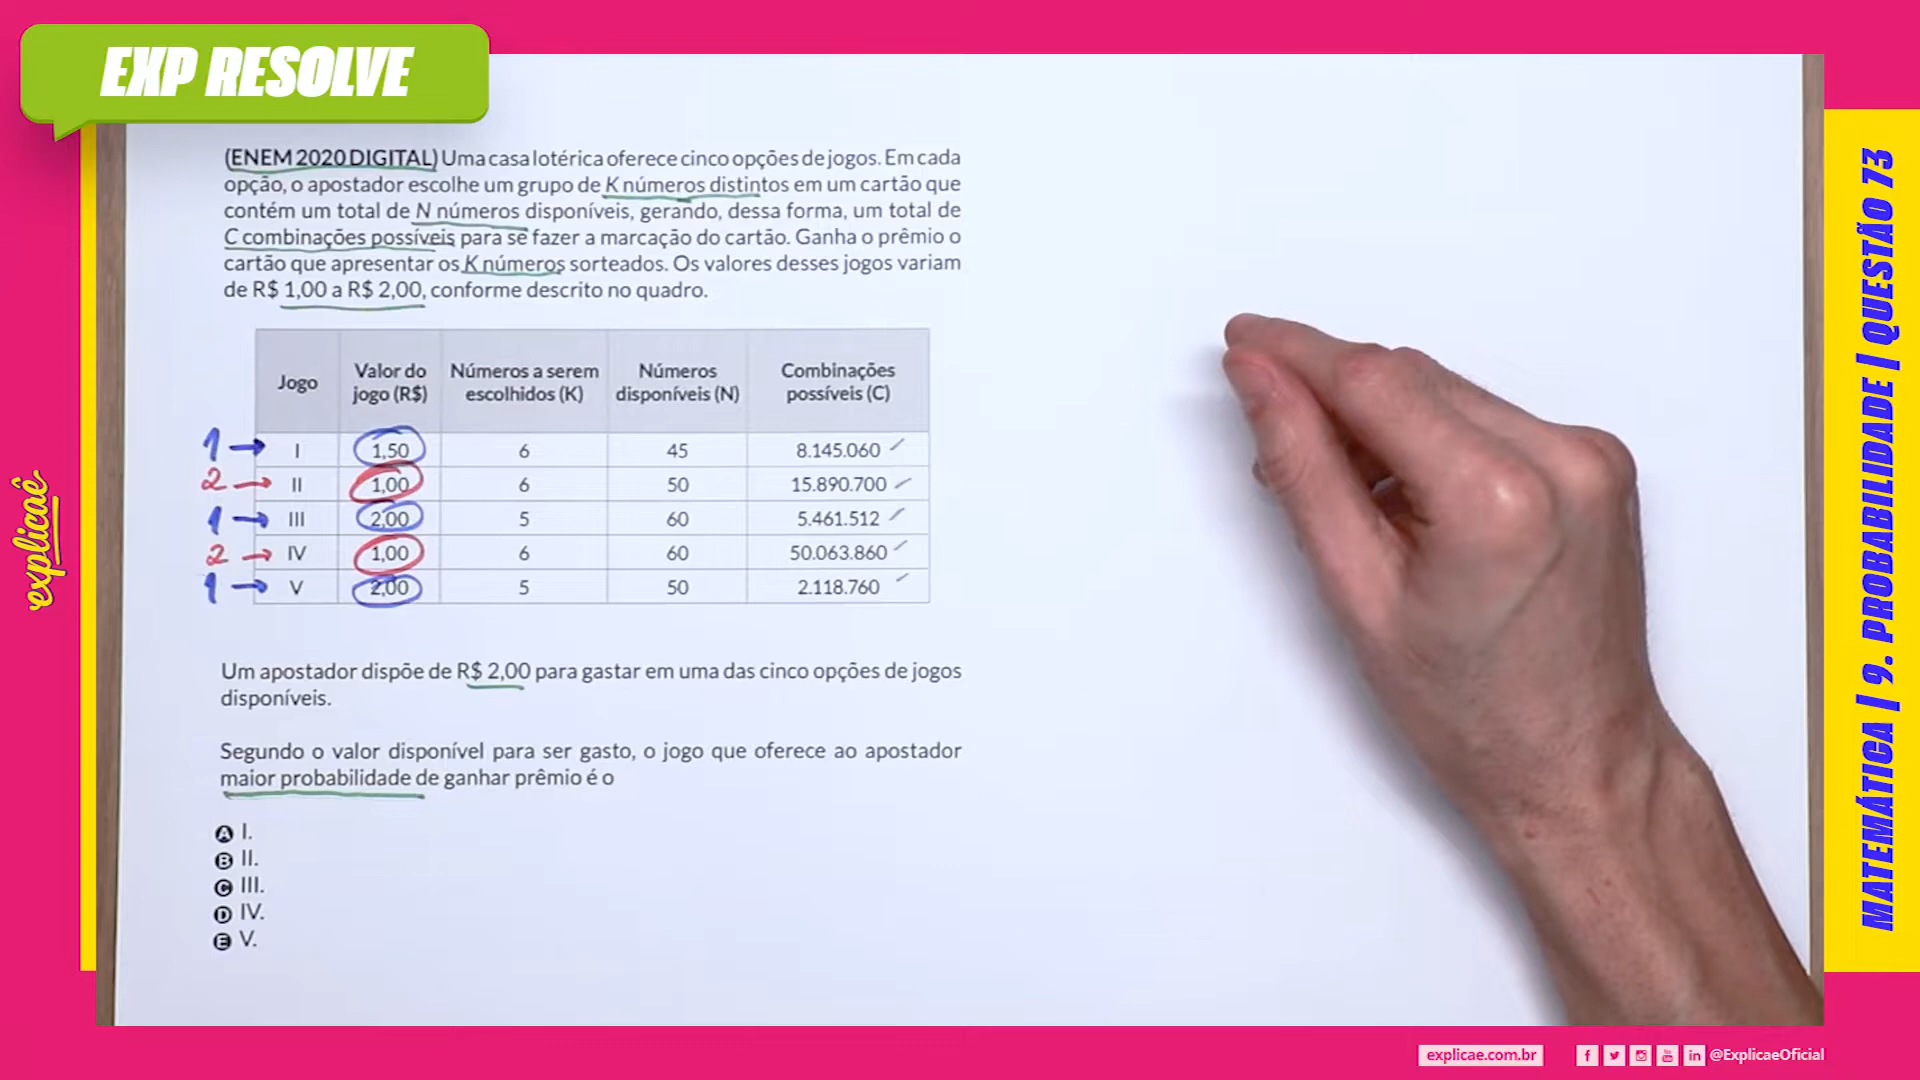 EXP RESOLVE
(ENEM 2020 DIGITAL) Uma casa lotérica oferece cinco opções de jogos. Em cada
opção, o apostador escolhe um grupo de K números distintos em um cartão que
contém um total de N números disponíveis, gerando, dessa forma, um total de
C combinações possíveis para se fazer a marcação do cartão. Ganha o prêmio o
cartão que apresentar os K números sorteados. Os valores desses jogos variam
de R$ 1,00 a R$ 2,00, conforme descrito no quadro.
Jogo Valor do jogo (R$) Números a serem escolhidos (K) Números disponíveis (N) Combinações possíveis (C)
1 → I 1,50 6 45 8.145.060
2 → II 1,00 6 50 15.890.700
1 → III 2,00 5 60 5.461.512
2 → IV 1,00 6 60 50.063.860
1 → V 2,00 5 50 2.118.760
Um apostador dispõe de R$ 2,00 para gastar em uma das cinco opções de jogos
disponíveis.
Segundo o valor disponível para ser gasto, o jogo que oferece ao apostador
maior probabilidade de ganhar prêmio é o
A I.
B II.
C III.
D IV.
E V.
explicaê
MATEMÁTICA | 9. PROBABILIDADE | QUESTÃO 73
explicae.com.br
@ExplicaeOficial